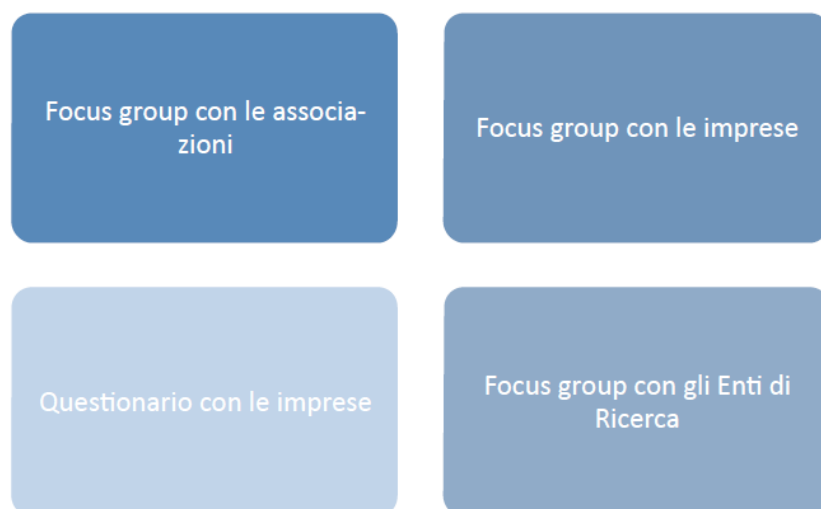 Focus group con le associa-
zioni
Focus group con le imprese
Questionario con le imprese
Focus group con gli Enti di
Ricerca